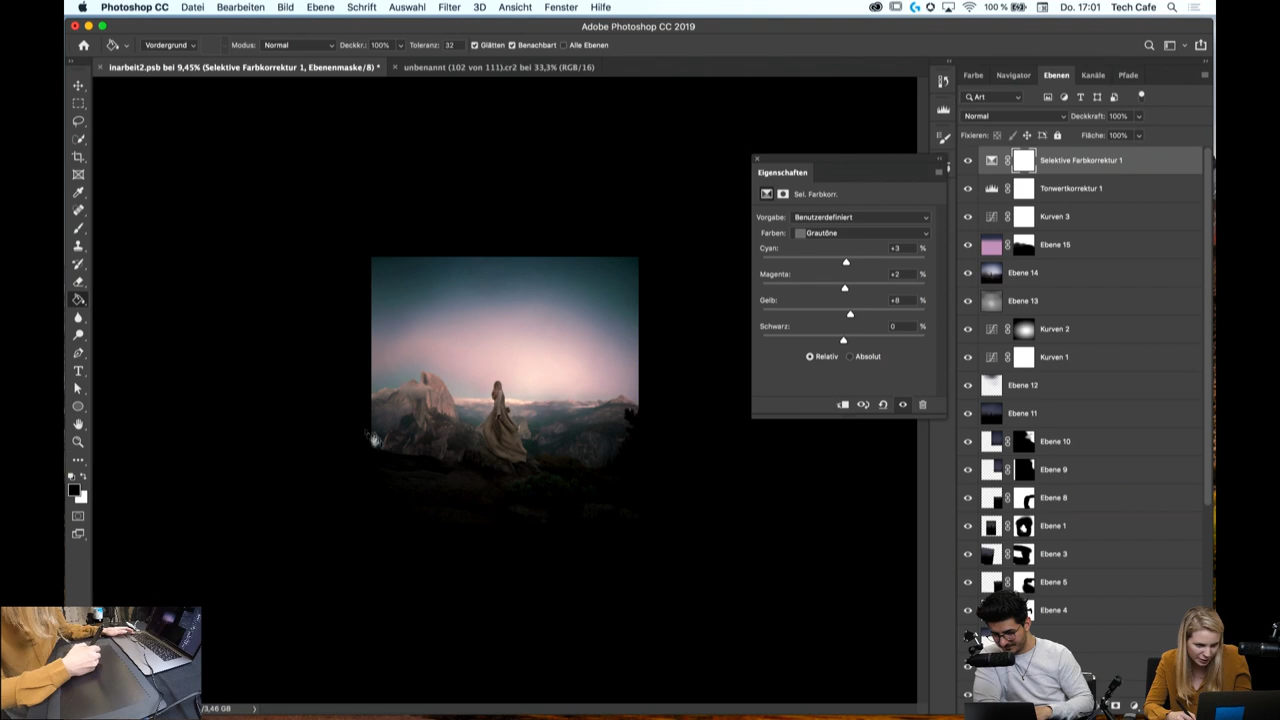 Photoshop CC Datei Bearbeiten Bild Ebene Schrift Auswahl Filter 3D Ansicht Fenster Hilfe 100 % Do. 17:01 Tech Cafe
Adobe Photoshop CC 2019
Vordergrund Modus: Normal Deckkr.: 100% Toleranz: 32 Glätten Benachbart Alle Ebenen
inarbeit2.psb bei 9,45% (Selektive Farbkorrektur 1, Ebenenmaske/8) * unbenannt (102 von 111).cr2 bei 33,3% (RGB/16)
Farbe Navigator Ebenen Kanäle Pfade
Art
Normal Deckkraft: 100%
Fixieren: Fläche: 100%
Selektive Farbkorrektur 1
Tonwertkorrektur 1
Kurven 3
Ebene 15
Ebene 14
Ebene 13
Kurven 2
Kurven 1
Ebene 12
Ebene 11
Ebene 10
Ebene 9
Ebene 8
Ebene 1
Ebene 3
Ebene 5
Ebene 4
Eigenschaften
Sel. Farbkorr.
Vorgabe: Benutzerdefiniert
Farben: Grautöne
Cyan: +3 %
Magenta: +2 %
Gelb: +8 %
Schwarz: 0 %
Relativ Absolut
/3,46 GB